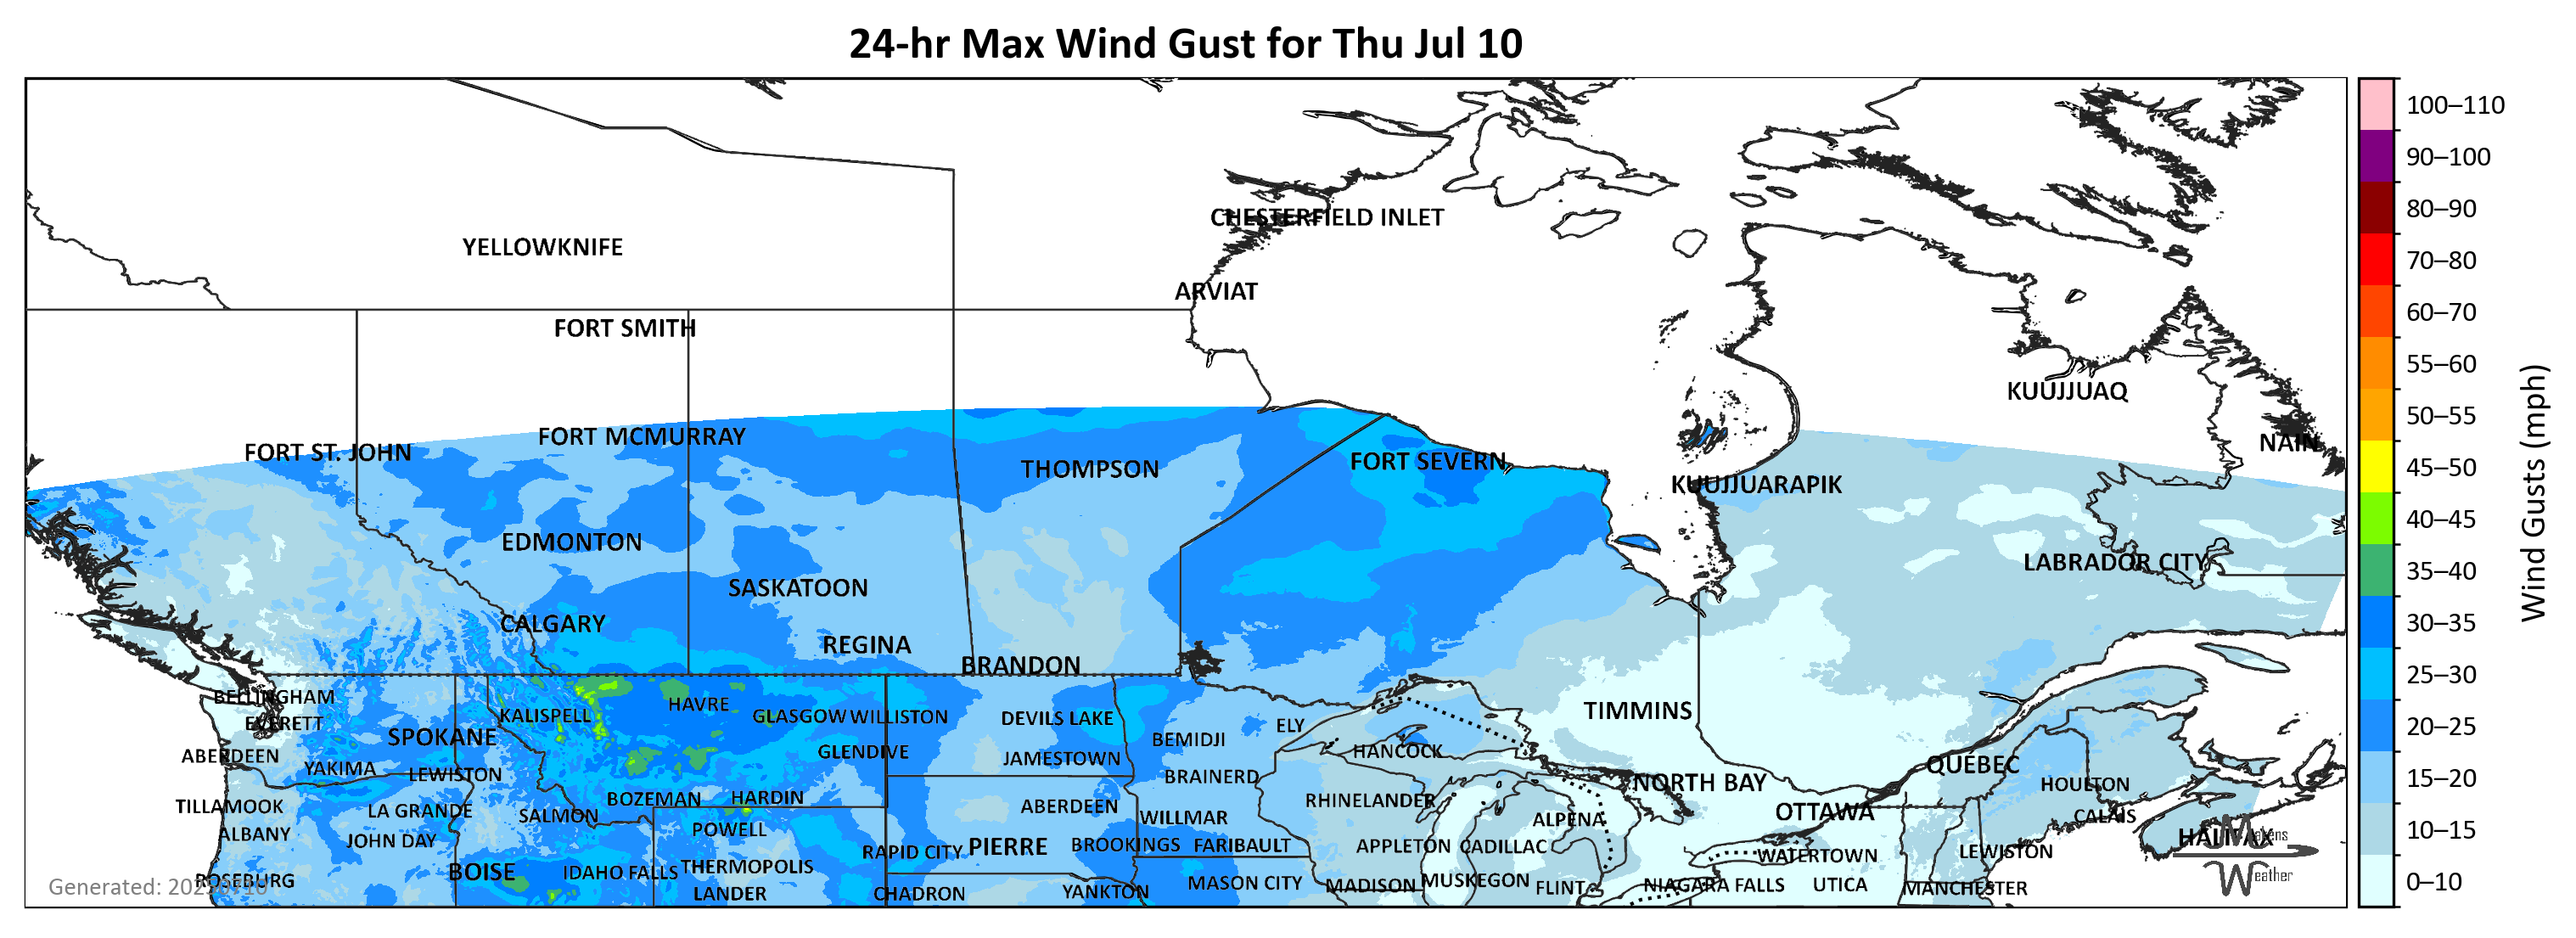 24-hr Max Wind Gust for Thu Jul 10
100–110
90–100
80–90
70–80
60–70
55–60
50–55
45–50
40–45
35–40
30–35
25–30
20–25
15–20
10–15
0–10
Wind Gusts (mph)
CHESTERFIELD INLET
YELLOWKNIFE
ARVIAT
FORT SMITH
KUUJJUAQ
FORT MCMURRAY
NAIN
FORT ST. JOHN
FORT SEVERN
THOMPSON
KUUJJUARAPIK
EDMONTON
LABRADOR CITY
SASKATOON
CALGARY
REGINA
BRANDON
BELLINGHAM
HAVRE
TIMMINS
KALISPELL
GLASGOW
WILLISTON
DEVILS LAKE
EVERETT
ELY
SPOKANE
BEMIDJI
HANCOCK
GLENDIVE
ABERDEEN
JAMESTOWN
QUEBEC
YAKIMA
LEWISTON
BRAINERD
NORTH BAY
HOULTON
BOZEMAN
HARDIN
RHINELANDER
TILLAMOOK
LA GRANDE
ABERDEEN
OTTAWA
SALMON
WILLMAR
ALPENA
CALAIS
ALBANY
POWELL
HALIFAX
Makens
JOHN DAY
RAPID CITY
PIERRE
BROOKINGS
FARIBAULT
APPLETON
CADILLAC
WATERTOWN
LEWISTON
BOISE
IDAHO FALLS
THERMOPOLIS
Weather
ROSEBURG
MASON CITY
MADISON
MUSKEGON
FLINT
NIAGARA FALLS
UTICA
MANCHESTER
LANDER
CHADRON
YANKTON
Generated: